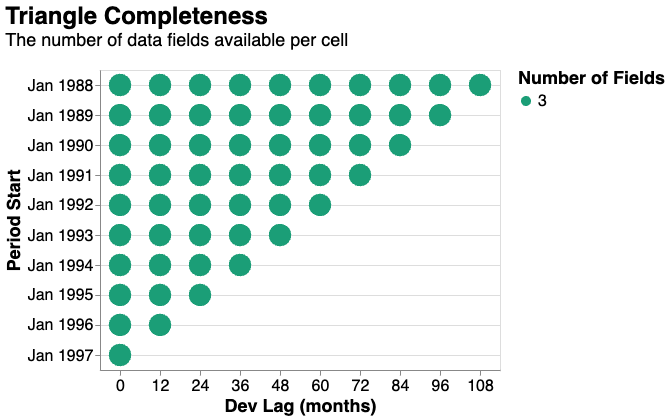 Triangle Completeness
The number of data fields available per cell
Number of Fields
3
Period Start
Jan 1988
Jan 1989
Jan 1990
Jan 1991
Jan 1992
Jan 1993
Jan 1994
Jan 1995
Jan 1996
Jan 1997
0 12 24 36 48 60 72 84 96 108
Dev Lag (months)